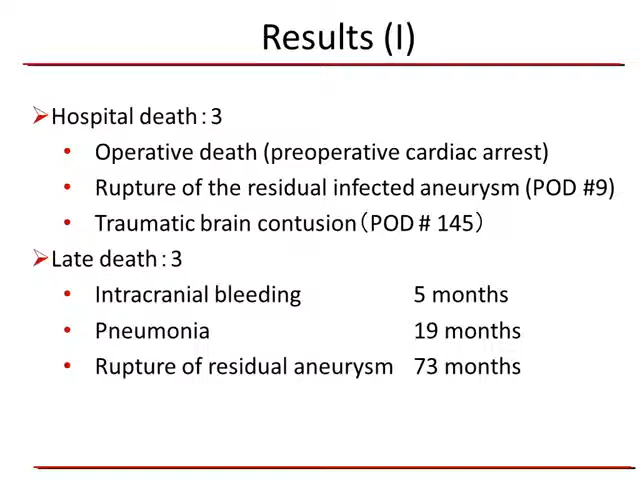 Results (I)
➢Hospital death：3
• Operative death (preoperative cardiac arrest)
• Rupture of the residual infected aneurysm (POD #9)
• Traumatic brain contusion（POD # 145）
➢Late death：3
• Intracranial bleeding 5 months
• Pneumonia 19 months
• Rupture of residual aneurysm 73 months